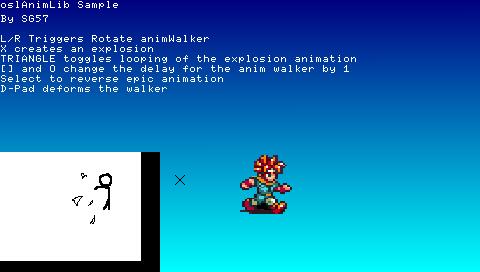 oslAnimLib Sample
By SG57
L/R Triggers Rotate animWalker
X creates an explosion
TRIANGLE toggles looping of the explosion animation
[] and O change the delay for the anim walker by 1
Select to reverse epic animation
D-Pad deforms the walker